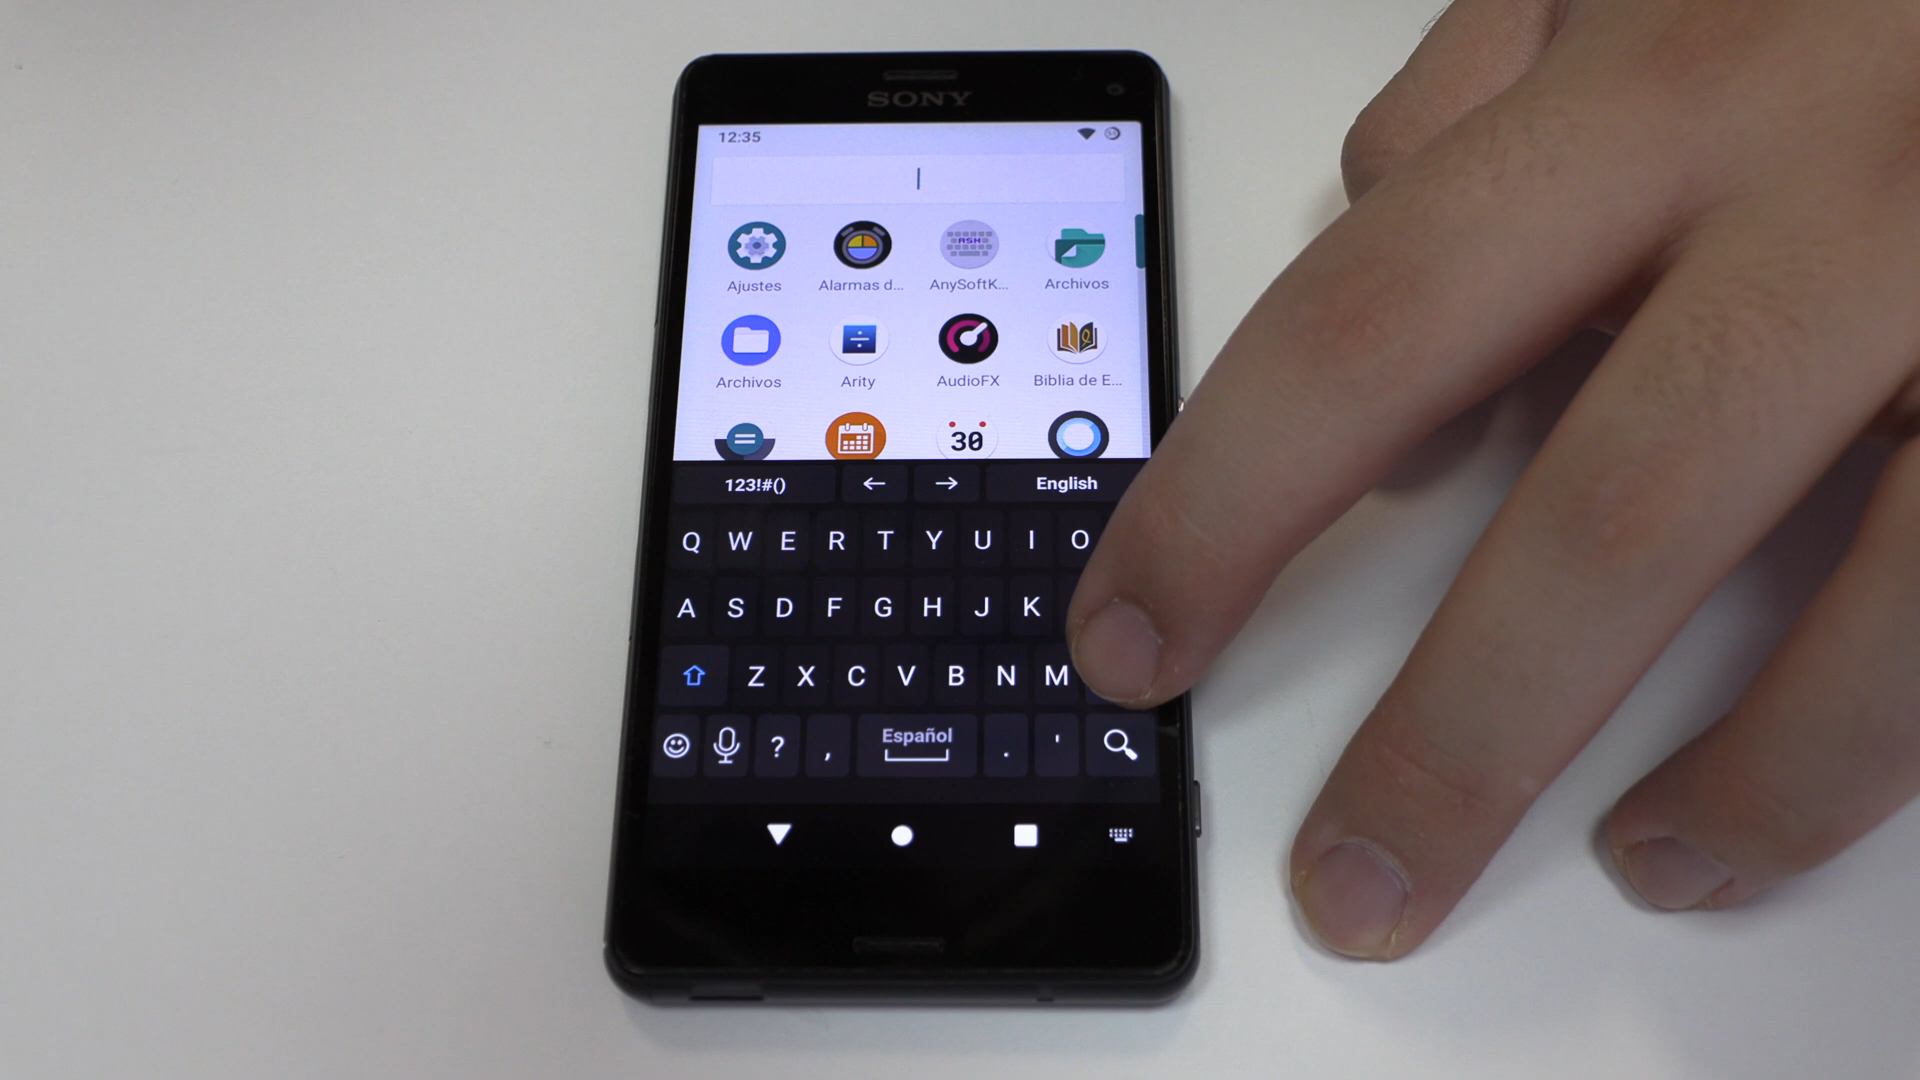 SONY
12:35
Ajustes Alarmas d... AnySoftK... Archivos
Archivos Arity AudioFX Biblia de E...
30
123!#() ← → English
Q W E R T Y U I O
A S D F G H J K
Z X C V B N M
? , Español . '